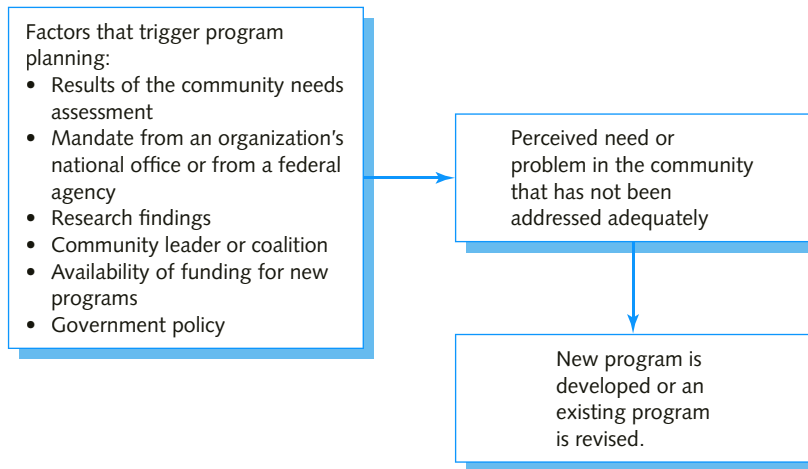 Factors that trigger program
planning:
• Results of the community needs
assessment
• Mandate from an organization's
national office or from a federal
agency
• Research findings
• Community leader or coalition
• Availability of funding for new
programs
• Government policy
Perceived need or
problem in the community
that has not been
addressed adequately
New program is
developed or an
existing program
is revised.